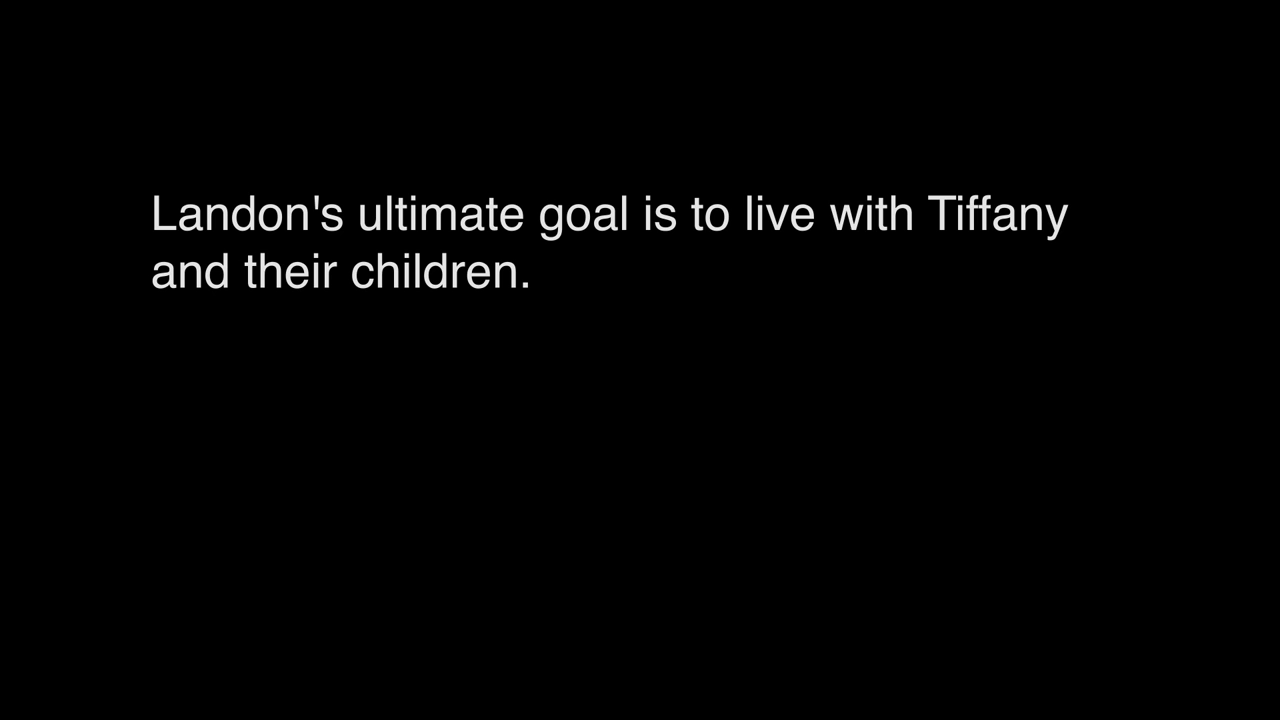 Landon's ultimate goal is to live with Tiffany
and their children.